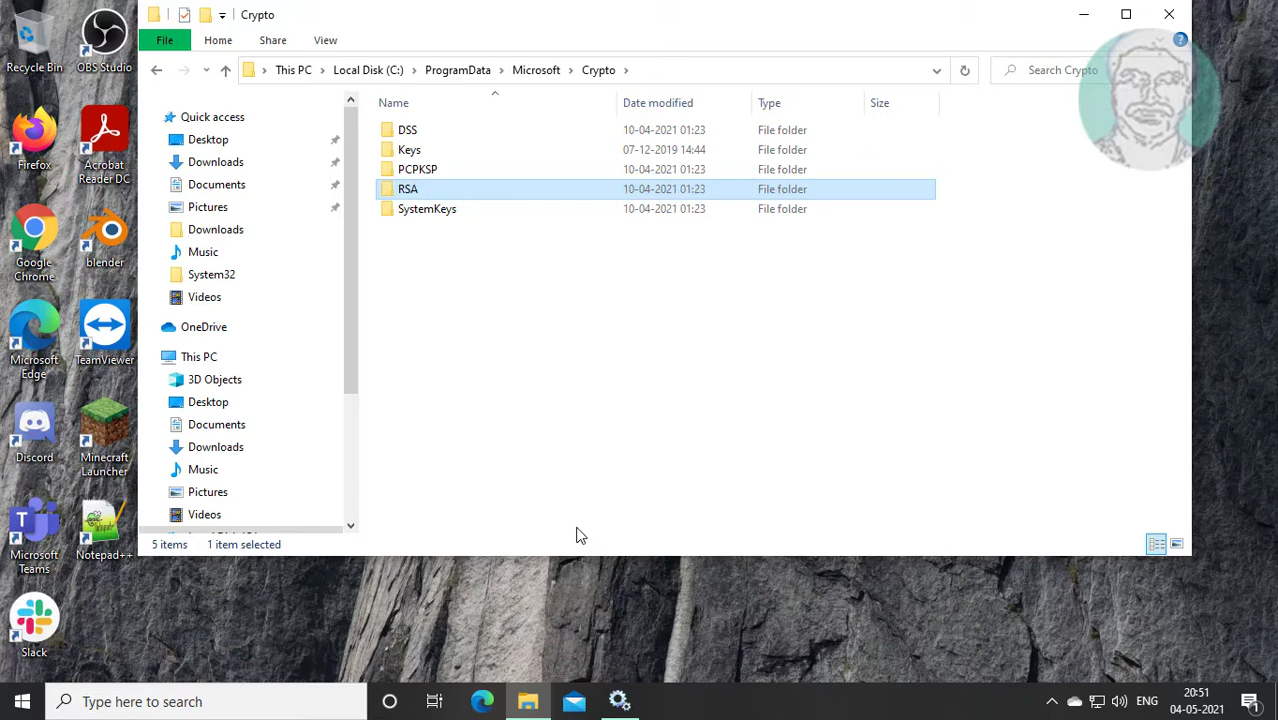 Crypto
File
Home
Share
View
This PC
Local Disk (C:)
ProgramData
Microsoft
Crypto
Search Crypto
Name
Date modified
Type
Size
DSS
10-04-2021 01:23
File folder
Keys
07-12-2019 14:44
File folder
PCPKSP
10-04-2021 01:23
File folder
RSA
10-04-2021 01:23
File folder
SystemKeys
10-04-2021 01:23
File folder
Quick access
Desktop
Downloads
Documents
Pictures
Downloads
Music
System32
Videos
OneDrive
This PC
3D Objects
Desktop
Documents
Downloads
Music
Pictures
Videos
5 items
1 item selected
Recycle Bin
OBS Studio
Firefox
Acrobat
Reader DC
Google
Chrome
blender
Microsoft
Edge
TeamViewer
Discord
Minecraft
Launcher
Microsoft
Teams
Notepad++
Slack
Type here to search
ENG
20:51
04-05-2021
1